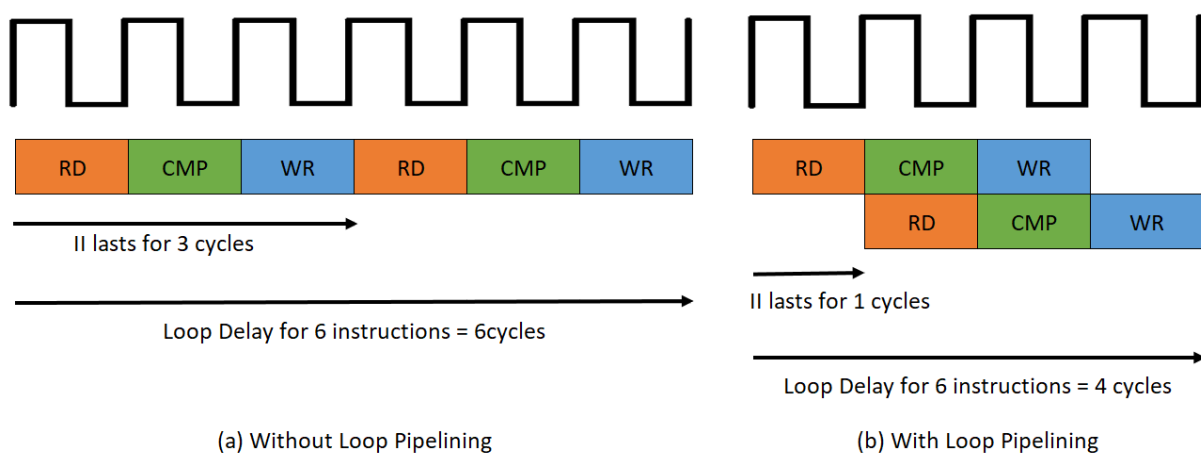 RD CMP WR RD CMP WR
II lasts for 3 cycles
Loop Delay for 6 instructions = 6cycles
(a) Without Loop Pipelining
RD CMP WR
RD CMP WR
II lasts for 1 cycles
Loop Delay for 6 instructions = 4 cycles
(b) With Loop Pipelining